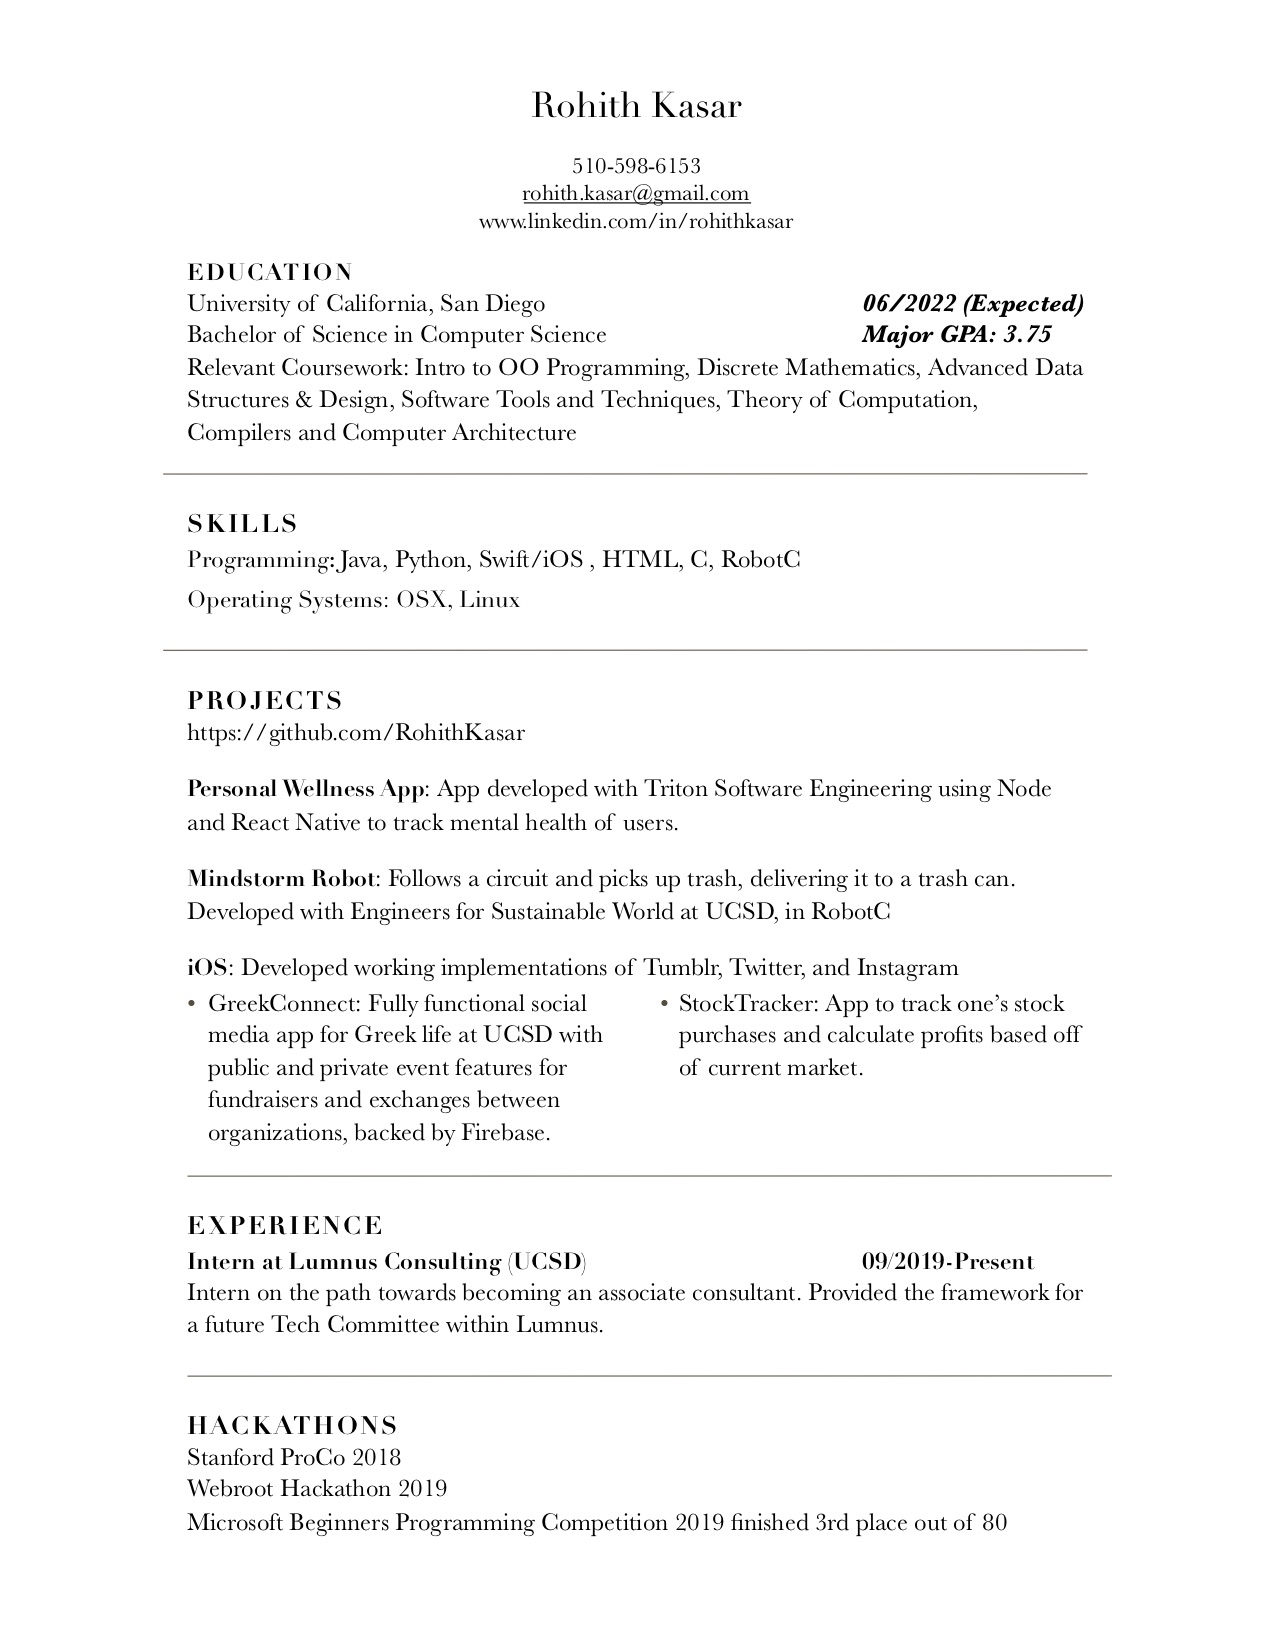 Rohith Kasar
510-598-6153
rohith.kasar@gmail.com
www.linkedin.com/in/rohithkasar
EDUCATION
University of California, San Diego 06/2022 (Expected)
Bachelor of Science in Computer Science Major GPA: 3.75
Relevant Coursework: Intro to OO Programming, Discrete Mathematics, Advanced Data
Structures & Design, Software Tools and Techniques, Theory of Computation,
Compilers and Computer Architecture
SKILLS
Programming: Java, Python, Swift/iOS , HTML, C, RobotC
Operating Systems: OSX, Linux
PROJECTS
https://github.com/RohithKasar
Personal Wellness App: App developed with Triton Software Engineering using Node
and React Native to track mental health of users.
Mindstorm Robot: Follows a circuit and picks up trash, delivering it to a trash can.
Developed with Engineers for Sustainable World at UCSD, in RobotC
iOS: Developed working implementations of Tumblr, Twitter, and Instagram
• GreekConnect: Fully functional social
media app for Greek life at UCSD with
public and private event features for
fundraisers and exchanges between
organizations, backed by Firebase.
• StockTracker: App to track one’s stock
purchases and calculate profits based off
of current market.
EXPERIENCE
Intern at Lumnus Consulting (UCSD) 09/2019-Present
Intern on the path towards becoming an associate consultant. Provided the framework for
a future Tech Committee within Lumnus.
HACKATHONS
Stanford ProCo 2018
Webroot Hackathon 2019
Microsoft Beginners Programming Competition 2019 finished 3rd place out of 80